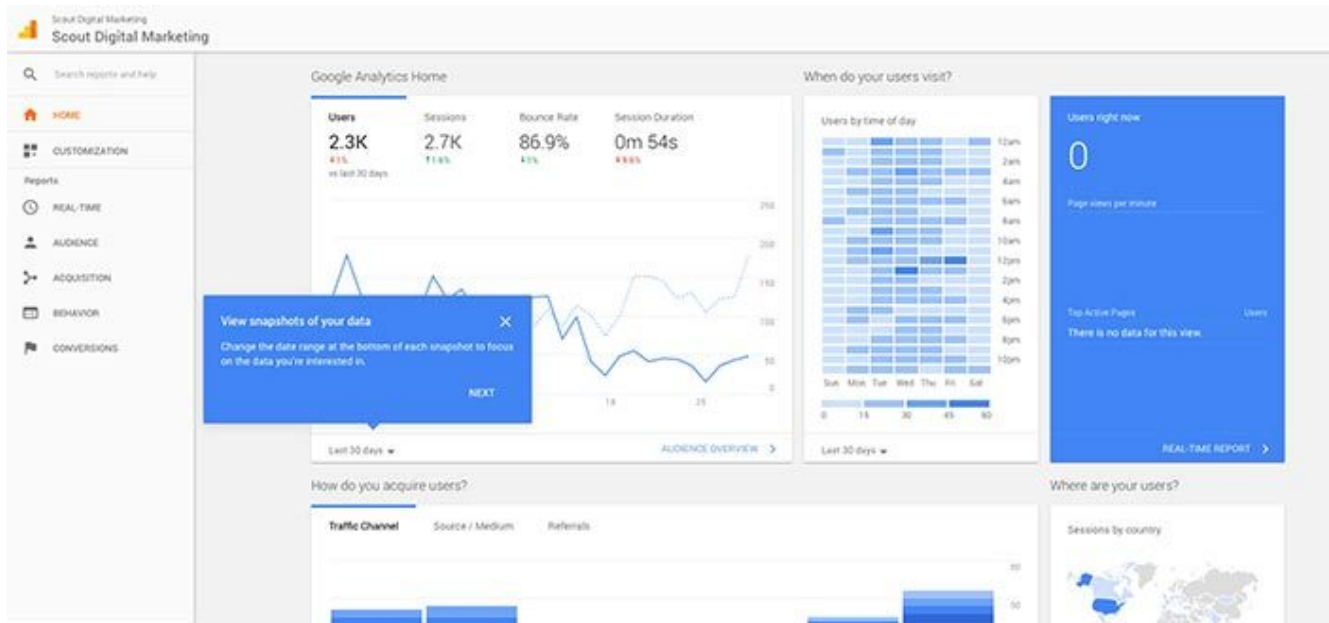 Scout Digital Marketing
Scout Digital Marketing
Search reports and help
HOME
CUSTOMIZATION
Reports
REAL-TIME
AUDIENCE
ACQUISITION
BEHAVIOR
CONVERSIONS
Google Analytics Home
Users
Sessions
Bounce Rate
Session Duration
2.3K
2.7K
86.9%
0m 54s
vs last 30 days
250
200
150
100
50
0
18
25
View snapshots of your data
Change the date range at the bottom of each snapshot to focus
on the data you're interested in.
NEXT
Last 30 days
AUDIENCE OVERVIEW
When do your users visit?
Users by time of day
12am
2am
4am
6am
8am
10am
12pm
2pm
4pm
6pm
8pm
10pm
Sun Mon Tue Wed Thu Fri Sat
0 15 30 45 60
Last 30 days
Users right now
0
Page views per minute
Top Active Pages Users
There is no data for this view.
REAL-TIME REPORT
How do you acquire users?
Traffic Channel
Source / Medium
Referrals
60
50
Where are your users?
Sessions by country